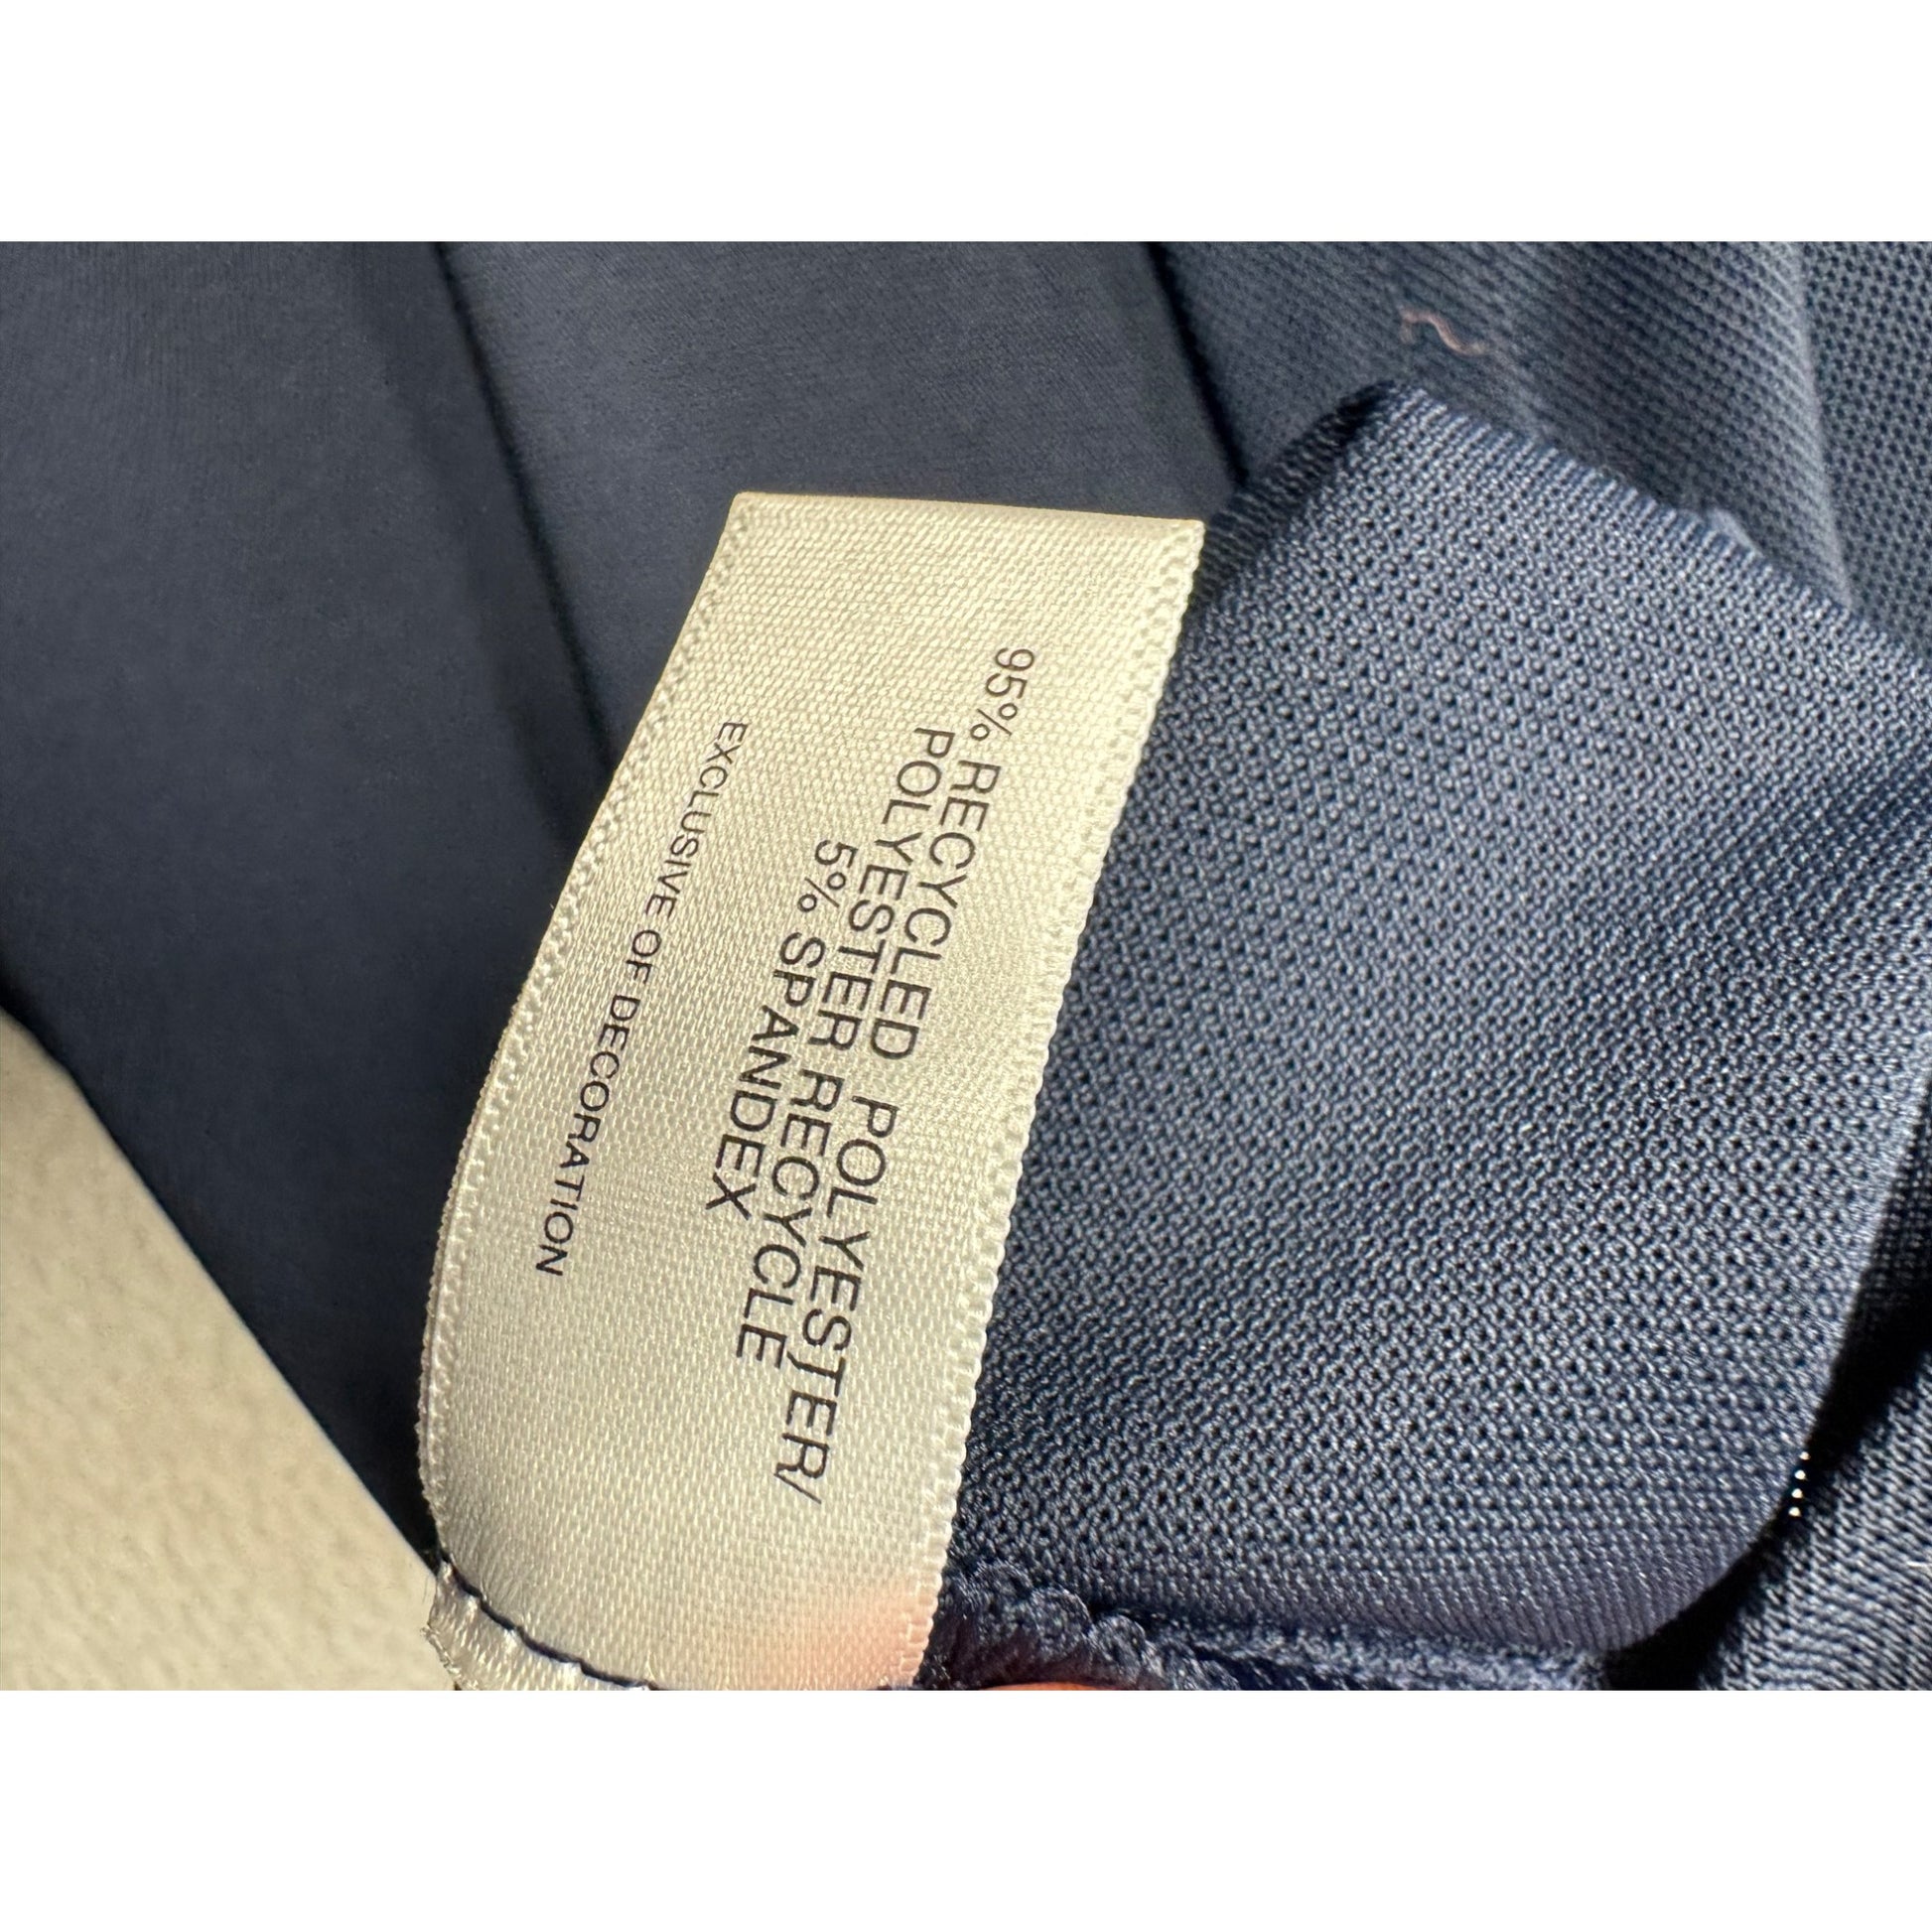 95% RECYCLED POLYESTER/
POLYESTER RECYCLE
5% SPANDEX
EXCLUSIVE OF DECORATION